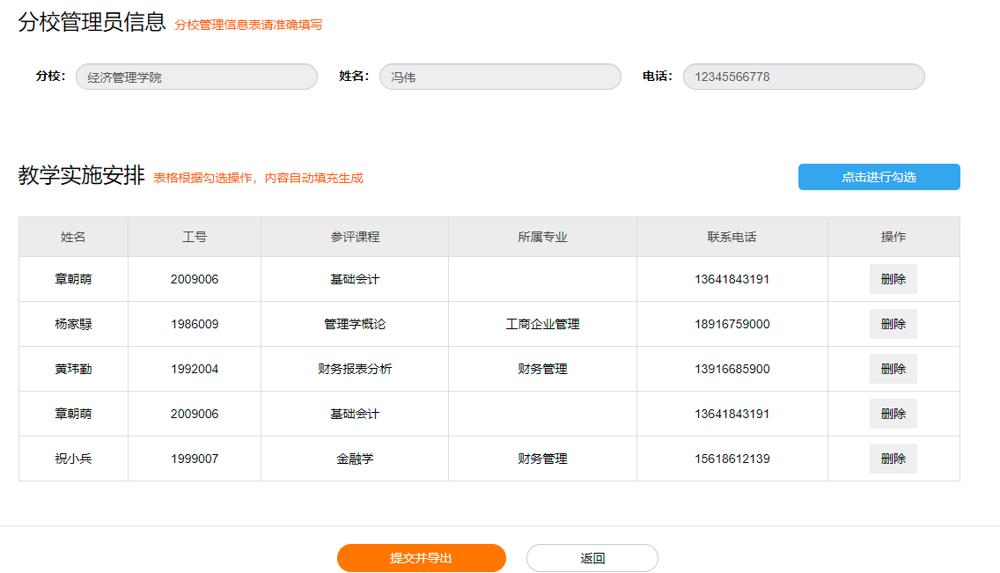 分校管理员信息 分校管理信息表请准确填写
分校： 经济管理学院 姓名： 冯伟 电话： 12345566778
教学实施安排 表格根据勾选操作，内容自动填充生成 点击进行勾选
姓名 工号 参评课程 所属专业 联系电话 操作
章朝萌 2009006 基础会计 13641843191 删除
杨家騄 1986009 管理学概论 工商企业管理 18916759000 删除
黄玮勤 1992004 财务报表分析 财务管理 13916685900 删除
章朝萌 2009006 基础会计 13641843191 删除
祝小兵 1999007 金融学 财务管理 15618612139 删除
提交并导出 返回